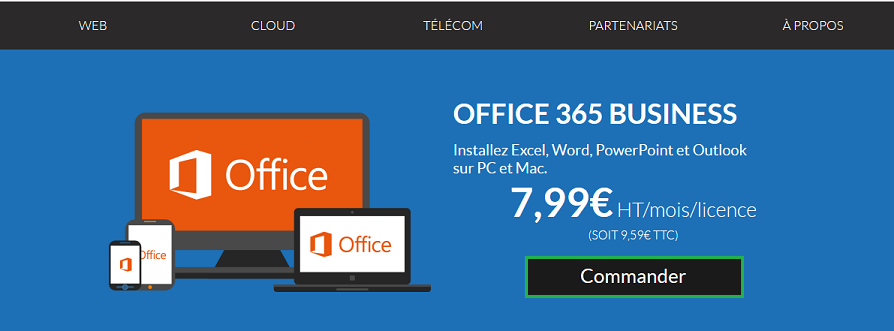 WEB CLOUD TÉLÉCOM PARTENARIATS À PROPOS
OFFICE 365 BUSINESS
Installez Excel, Word, PowerPoint et Outlook
sur PC et Mac.
7,99€ HT/mois/licence
(SOIT 9,59€ TTC)
Commander
Office
Office
Office